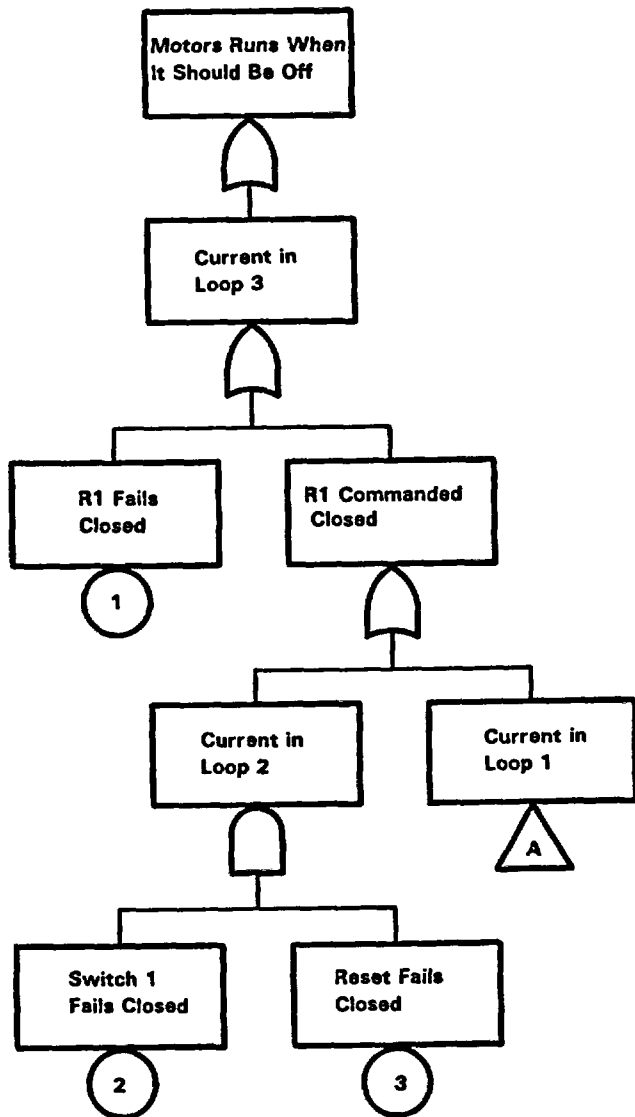 Motors Runs When
It Should Be Off
Current in
Loop 3
R1 Fails
Closed
R1 Commanded
Closed
1
Current in
Loop 2
Current in
Loop 1
A
Switch 1
Fails Closed
Reset Fails
Closed
2
3